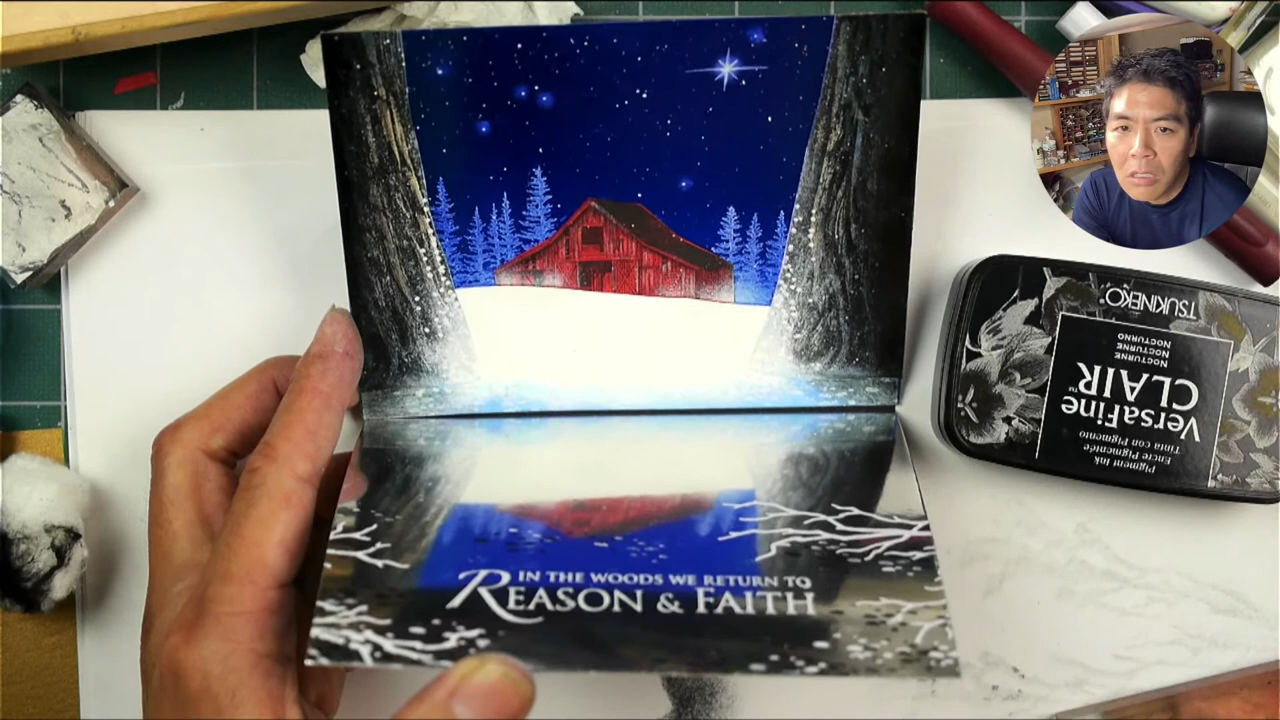 IN THE WOODS WE RETURN TO
REASON & FAITH
Pigment Ink
Encre Pigmentée
Tinta con Pigmento
VersaFine
CLAIR™
NOCTURNE
NOCTURNE
NOCTURNO
TSUKINEKO